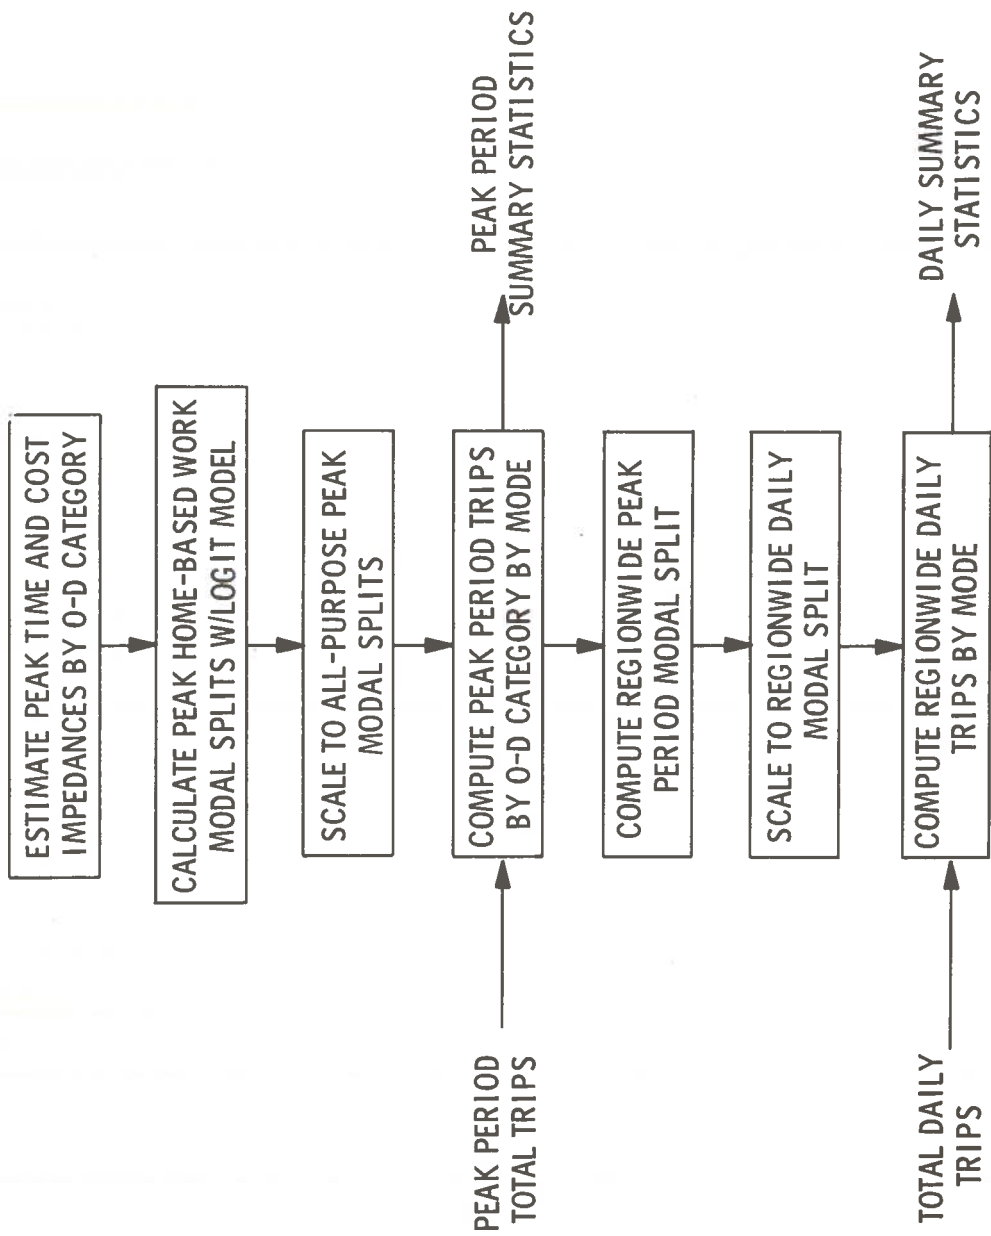 ESTIMATE PEAK TIME AND COST
IMPEDANCES BY O-D CATEGORY
CALCULATE PEAK HOME-BASED WORK
MODAL SPLITS W/LOGIT MODEL
SCALE TO ALL-PURPOSE PEAK
MODAL SPLITS
PEAK PERIOD
TOTAL TRIPS
COMPUTE PEAK PERIOD TRIPS
BY O-D CATEGORY BY MODE
PEAK PERIOD
SUMMARY STATISTICS
COMPUTE REGIONWIDE PEAK
PERIOD MODAL SPLIT
SCALE TO REGIONWIDE DAILY
MODAL SPLIT
TOTAL DAILY
TRIPS
COMPUTE REGIONWIDE DAILY
TRIPS BY MODE
DAILY SUMMARY
STATISTICS